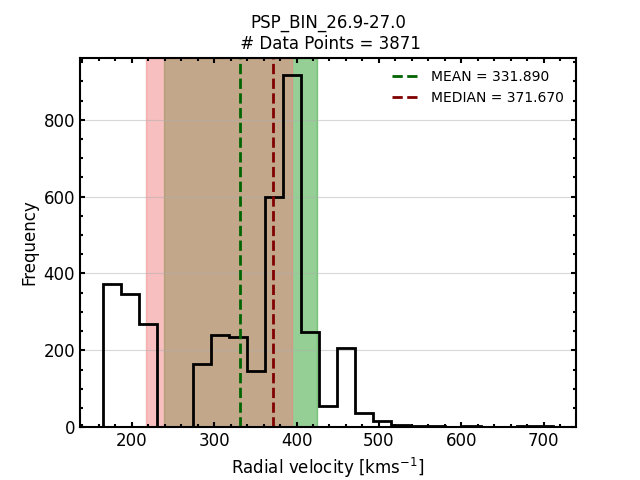 PSP_BIN_26.9-27.0
# Data Points = 3871
MEAN = 331.890
MEDIAN = 371.670
Frequency
800
600
400
200
0
200 300 400 500 600 700
Radial velocity [kms⁻¹]